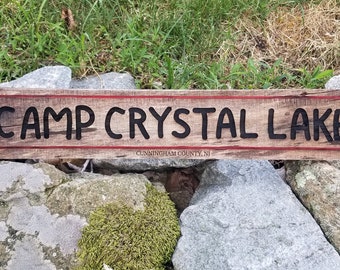 CAMP CRYSTAL LAKE
CUNNINGHAM COUNTY, NJ